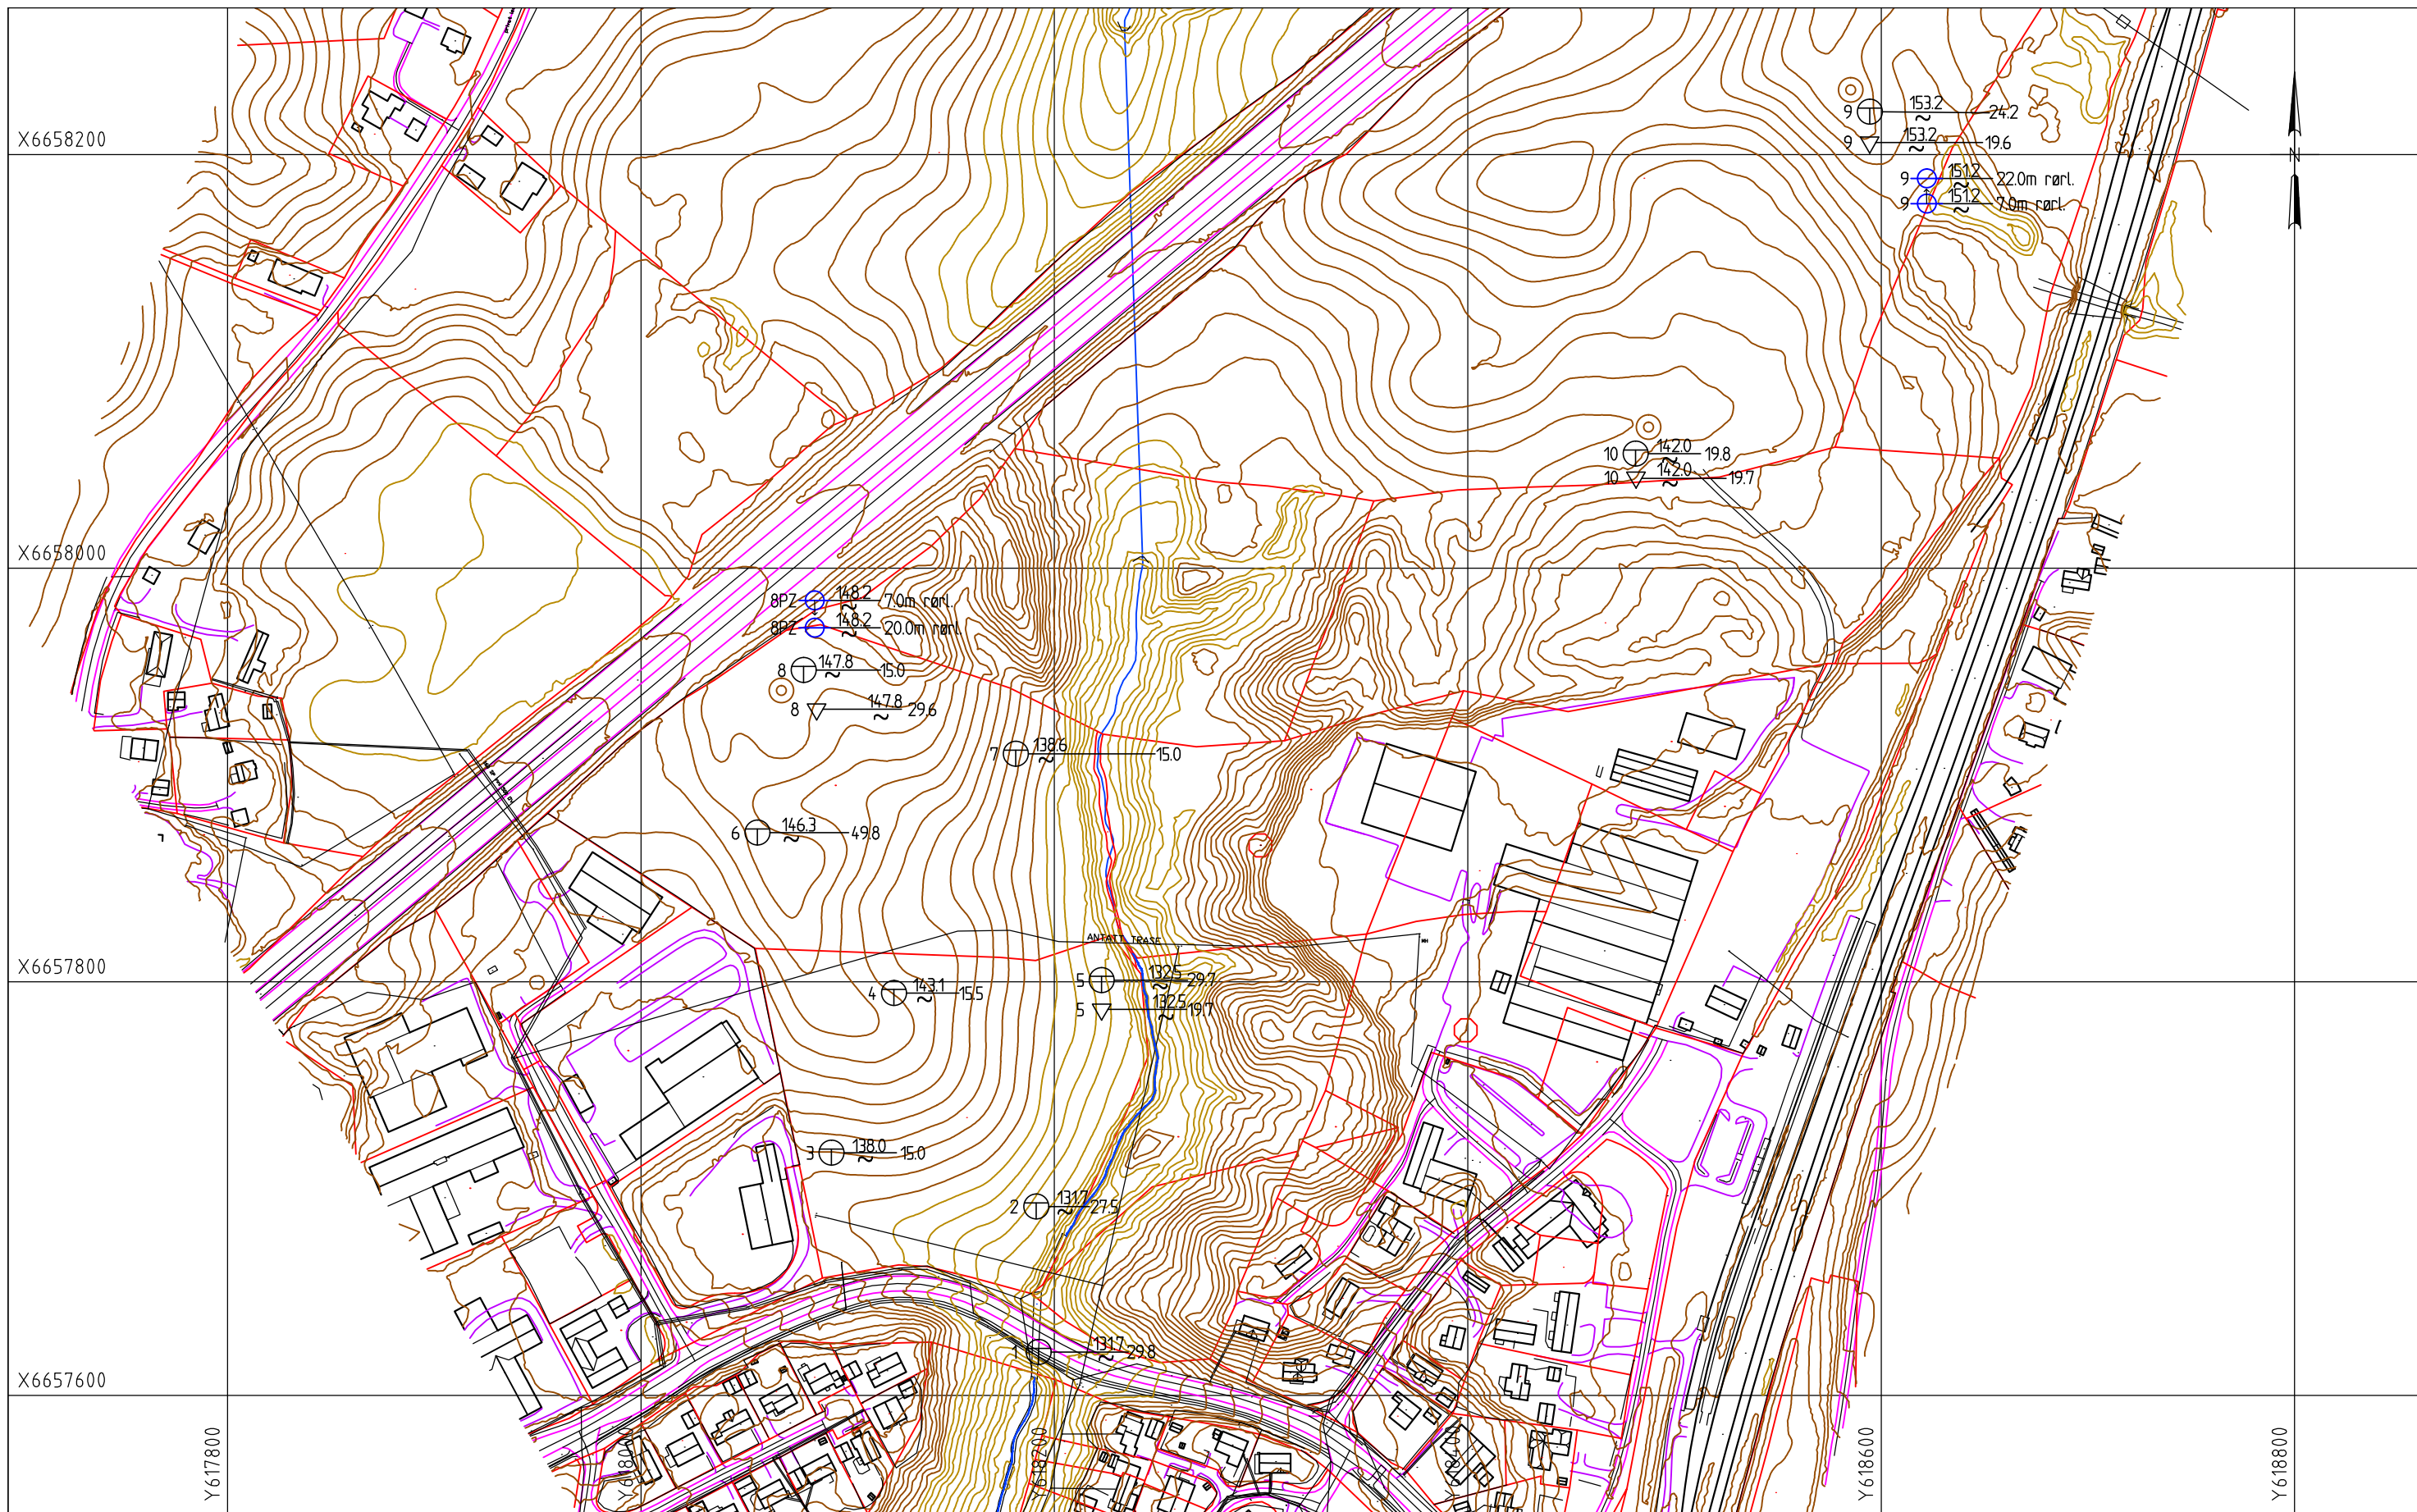 9 153.2 24.2
X6658200
9 153.2 19.6
N
9 151.2 22.0m rørl.
9 151.2 7.0m rørl.
10 142.0 19.8
10 142.0 19.7
X6658000
8PZ 148.2 7.0m rørl.
8PZ 148.2 20.0m rørl.
8 147.8 15.0
8 147.8 29.6
7 138.6 15.0
6 146.3 49.8
ANTATT TRASE
X6657800
5 132.5 29.7
4 143.1 15.5
5 132.5 19.7
3 138.0 15.0
2 131.7 27.5
1 131.7 29.8
X6657600
Y617800
Y618000
Y618200
Y618400
Y618600
Y618800